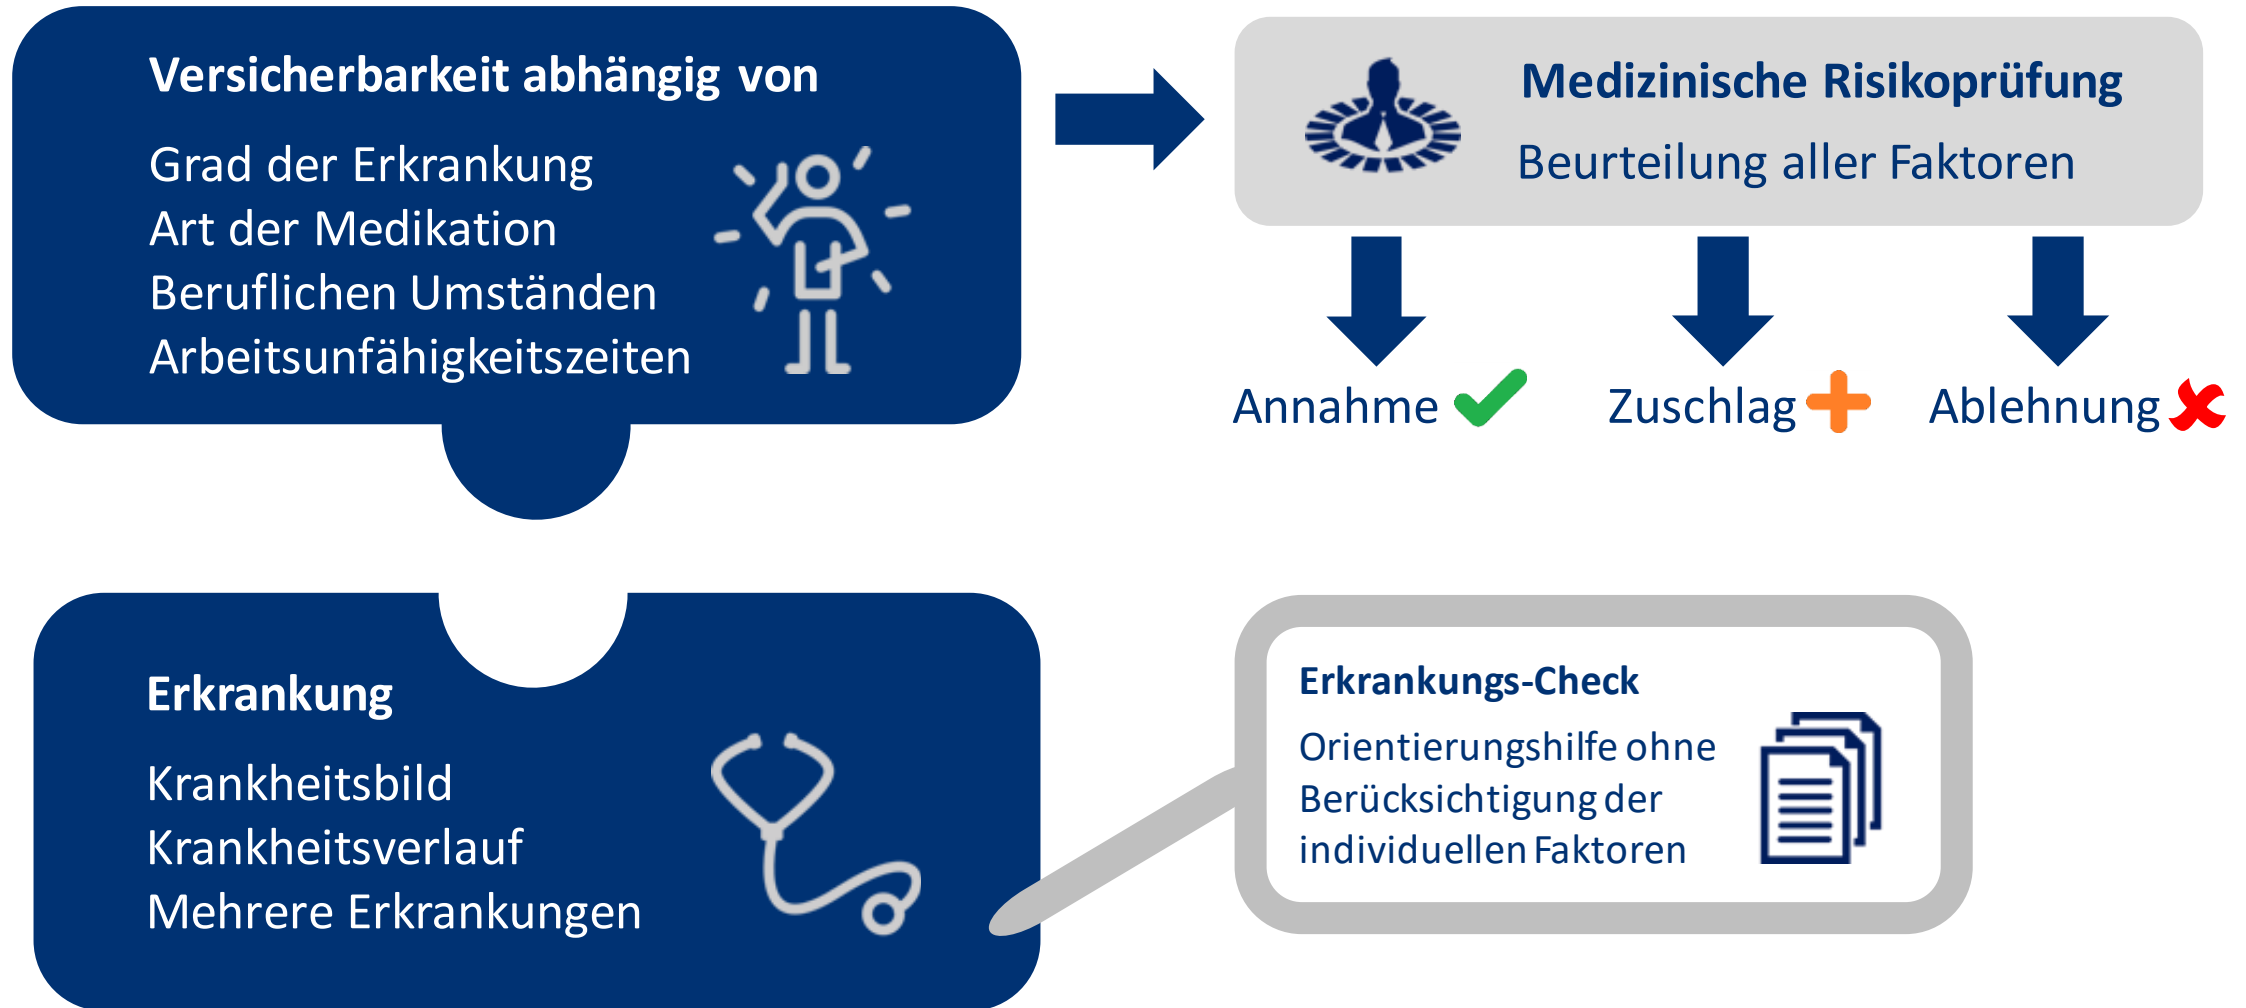 Versicherbarkeit abhängig von
Grad der Erkrankung
Art der Medikation
Beruflichen Umständen
Arbeitsunfähigkeitszeiten
Medizinische Risikoprüfung
Beurteilung aller Faktoren
Annahme
Zuschlag
Ablehnung
Erkrankung
Krankheitsbild
Krankheitsverlauf
Mehrere Erkrankungen
Erkrankungs-Check
Orientierungshilfe ohne
Berücksichtigung der
individuellen Faktoren